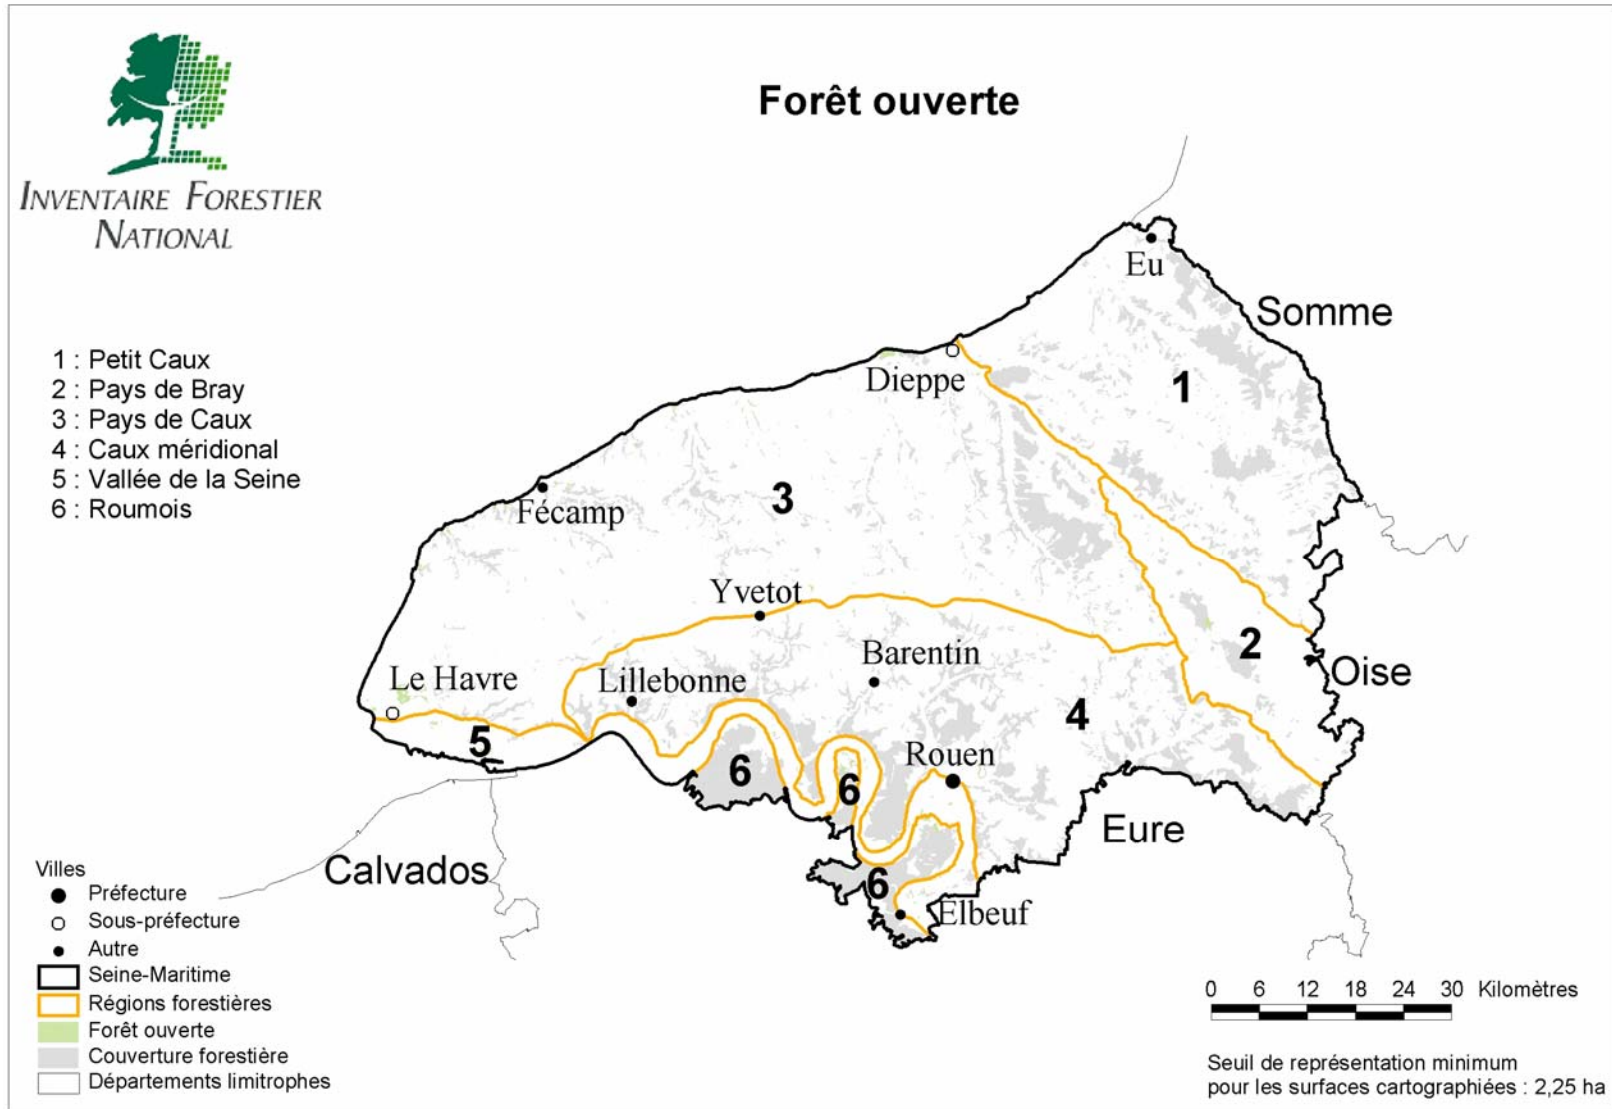 Forêt ouverte
INVENTAIRE FORESTIER
NATIONAL
1 : Petit Caux
2 : Pays de Bray
3 : Pays de Caux
4 : Caux méridional
5 : Vallée de la Seine
6 : Roumois
Eu
Somme
Dieppe
1
Fécamp
3
Yvetot
2
Barentin
Oise
Le Havre
Lillebonne
4
5
Rouen
6
6
Eure
Calvados
6
Elbeuf
Villes
Préfecture
Sous-préfecture
Autre
Seine-Maritime
Régions forestières
Forêt ouverte
Couverture forestière
Départements limitrophes
0 6 12 18 24 30 Kilomètres
Seuil de représentation minimum
pour les surfaces cartographiées : 2,25 ha